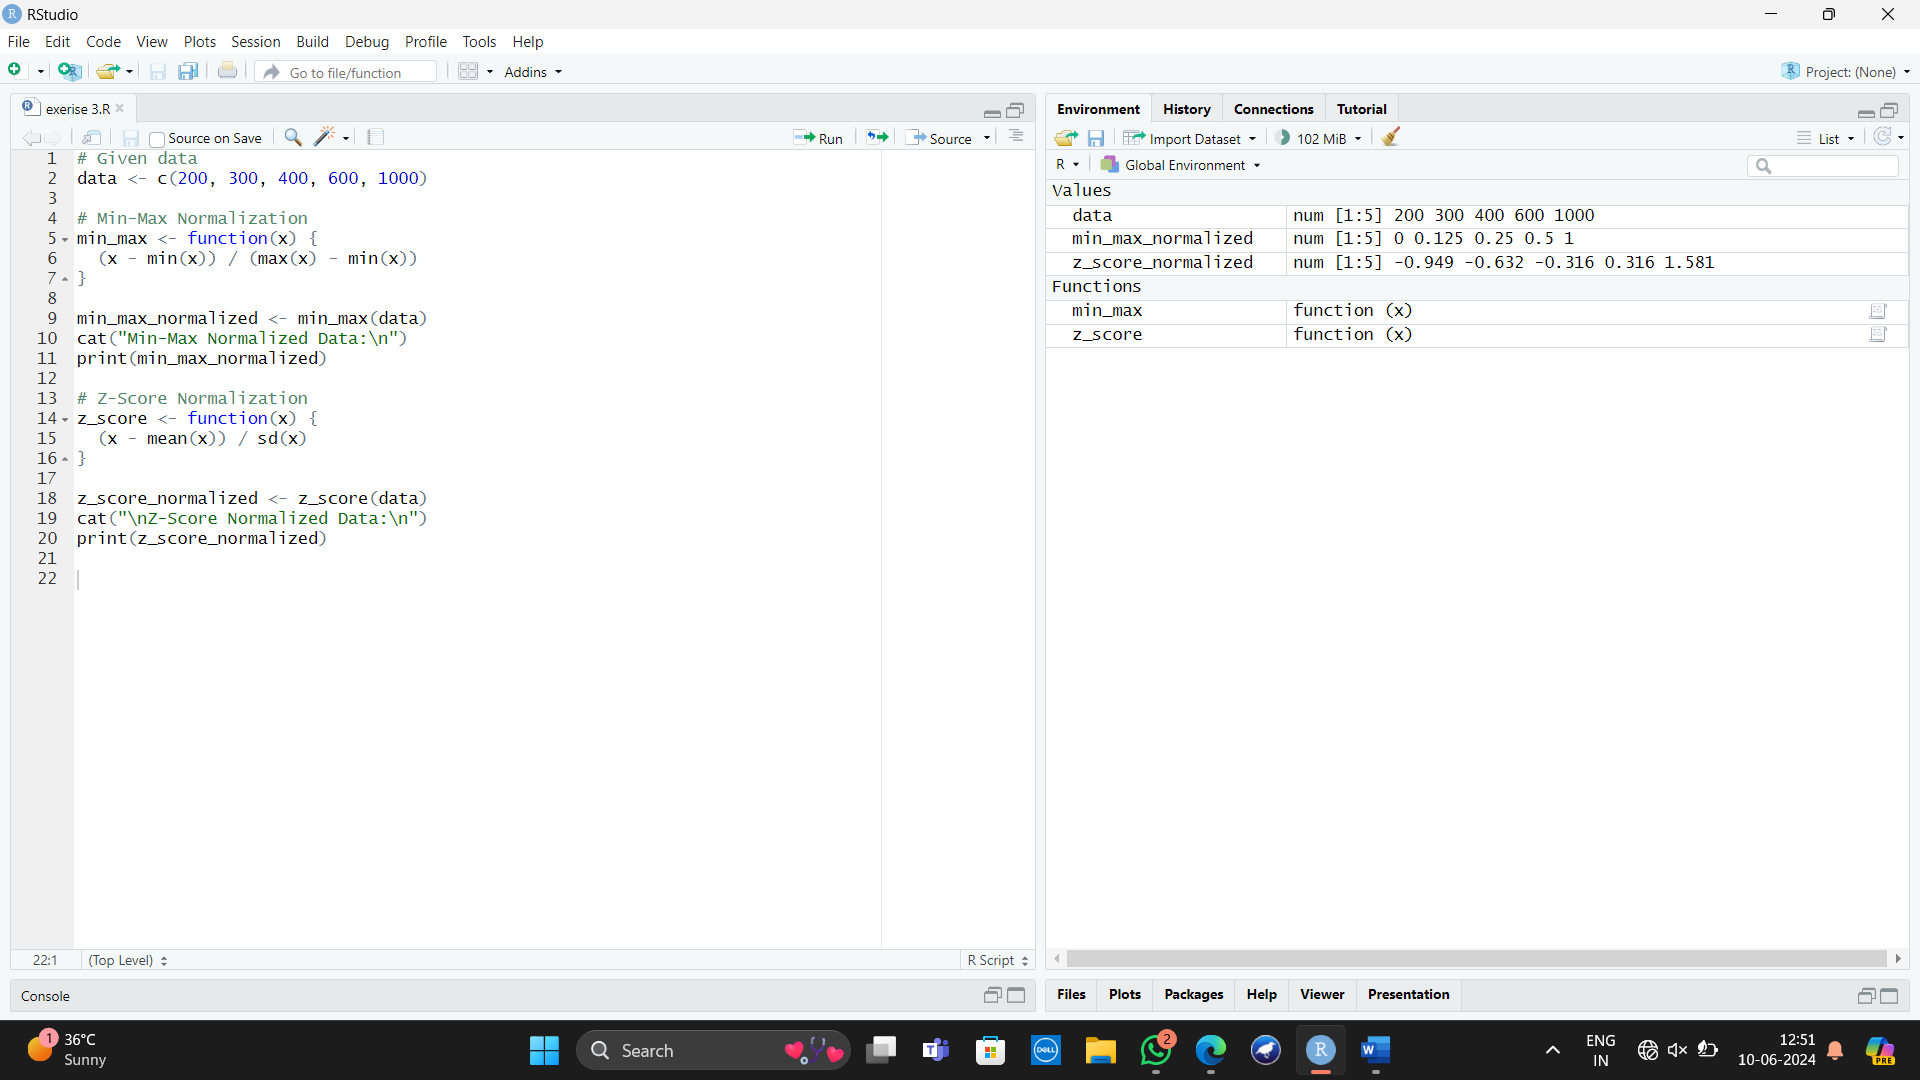 RStudio
File Edit Code View Plots Session Build Debug Profile Tools Help
Go to file/function Addins Project: (None)
exerise 3.R
Source on Save Run Source
1 # Given data
2 data <- c(200, 300, 400, 600, 1000)
3
4 # Min-Max Normalization
5 min_max <- function(x) {
6 (x - min(x)) / (max(x) - min(x))
7 }
8
9 min_max_normalized <- min_max(data)
10 cat("Min-Max Normalized Data:\n")
11 print(min_max_normalized)
12
13 # Z-Score Normalization
14 z_score <- function(x) {
15 (x - mean(x)) / sd(x)
16 }
17
18 z_score_normalized <- z_score(data)
19 cat("\nZ-Score Normalized Data:\n")
20 print(z_score_normalized)
21
22
22:1 (Top Level) R Script
Console
Environment History Connections Tutorial
Import Dataset 102 MiB List
R Global Environment
Values
data num [1:5] 200 300 400 600 1000
min_max_normalized num [1:5] 0 0.125 0.25 0.5 1
z_score_normalized num [1:5] -0.949 -0.632 -0.316 0.316 1.581
Functions
min_max function (x)
z_score function (x)
Files Plots Packages Help Viewer Presentation
1 36°C
Sunny
Search
DELL
2
R
W
PRE
ENG
IN
12:51
10-06-2024